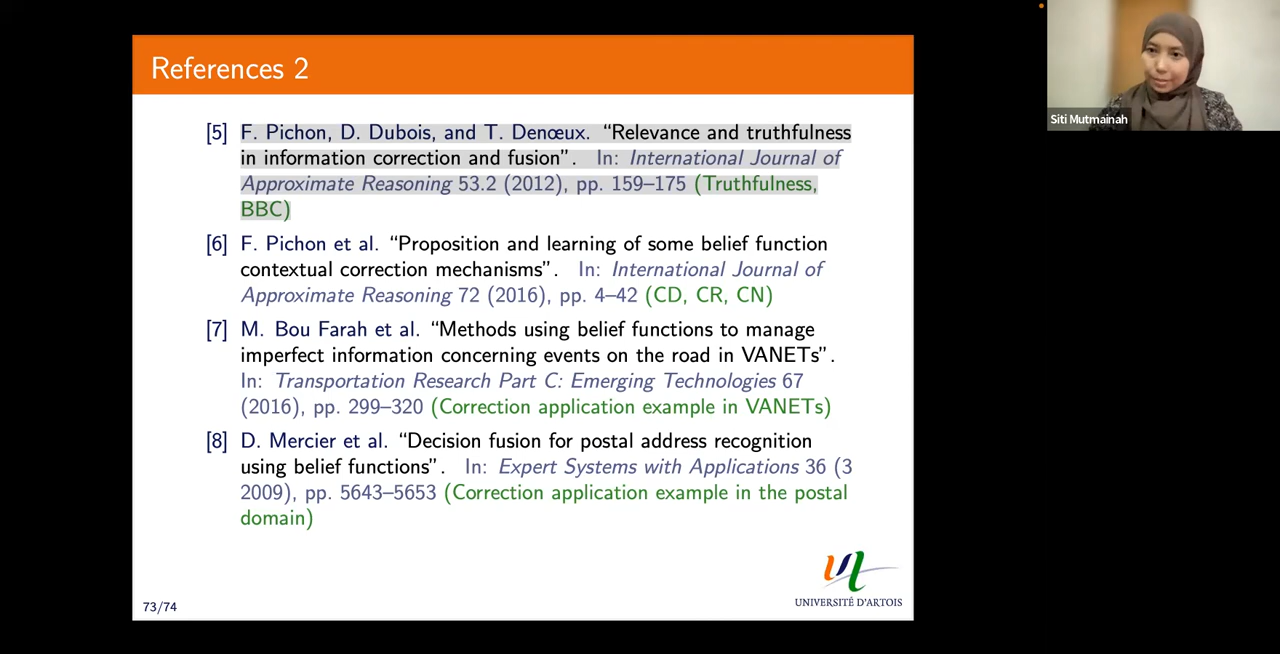 References 2
[5] F. Pichon, D. Dubois, and T. Denœux. “Relevance and truthfulness
in information correction and fusion”. In: International Journal of
Approximate Reasoning 53.2 (2012), pp. 159–175 (Truthfulness,
BBC)
[6] F. Pichon et al. “Proposition and learning of some belief function
contextual correction mechanisms”. In: International Journal of
Approximate Reasoning 72 (2016), pp. 4–42 (CD, CR, CN)
[7] M. Bou Farah et al. “Methods using belief functions to manage
imperfect information concerning events on the road in VANETs”.
In: Transportation Research Part C: Emerging Technologies 67
(2016), pp. 299–320 (Correction application example in VANETs)
[8] D. Mercier et al. “Decision fusion for postal address recognition
using belief functions”. In: Expert Systems with Applications 36 (3
2009), pp. 5643–5653 (Correction application example in the postal
domain)
UNIVERSITÉ D'ARTOIS
73/74
Siti Mutmainah